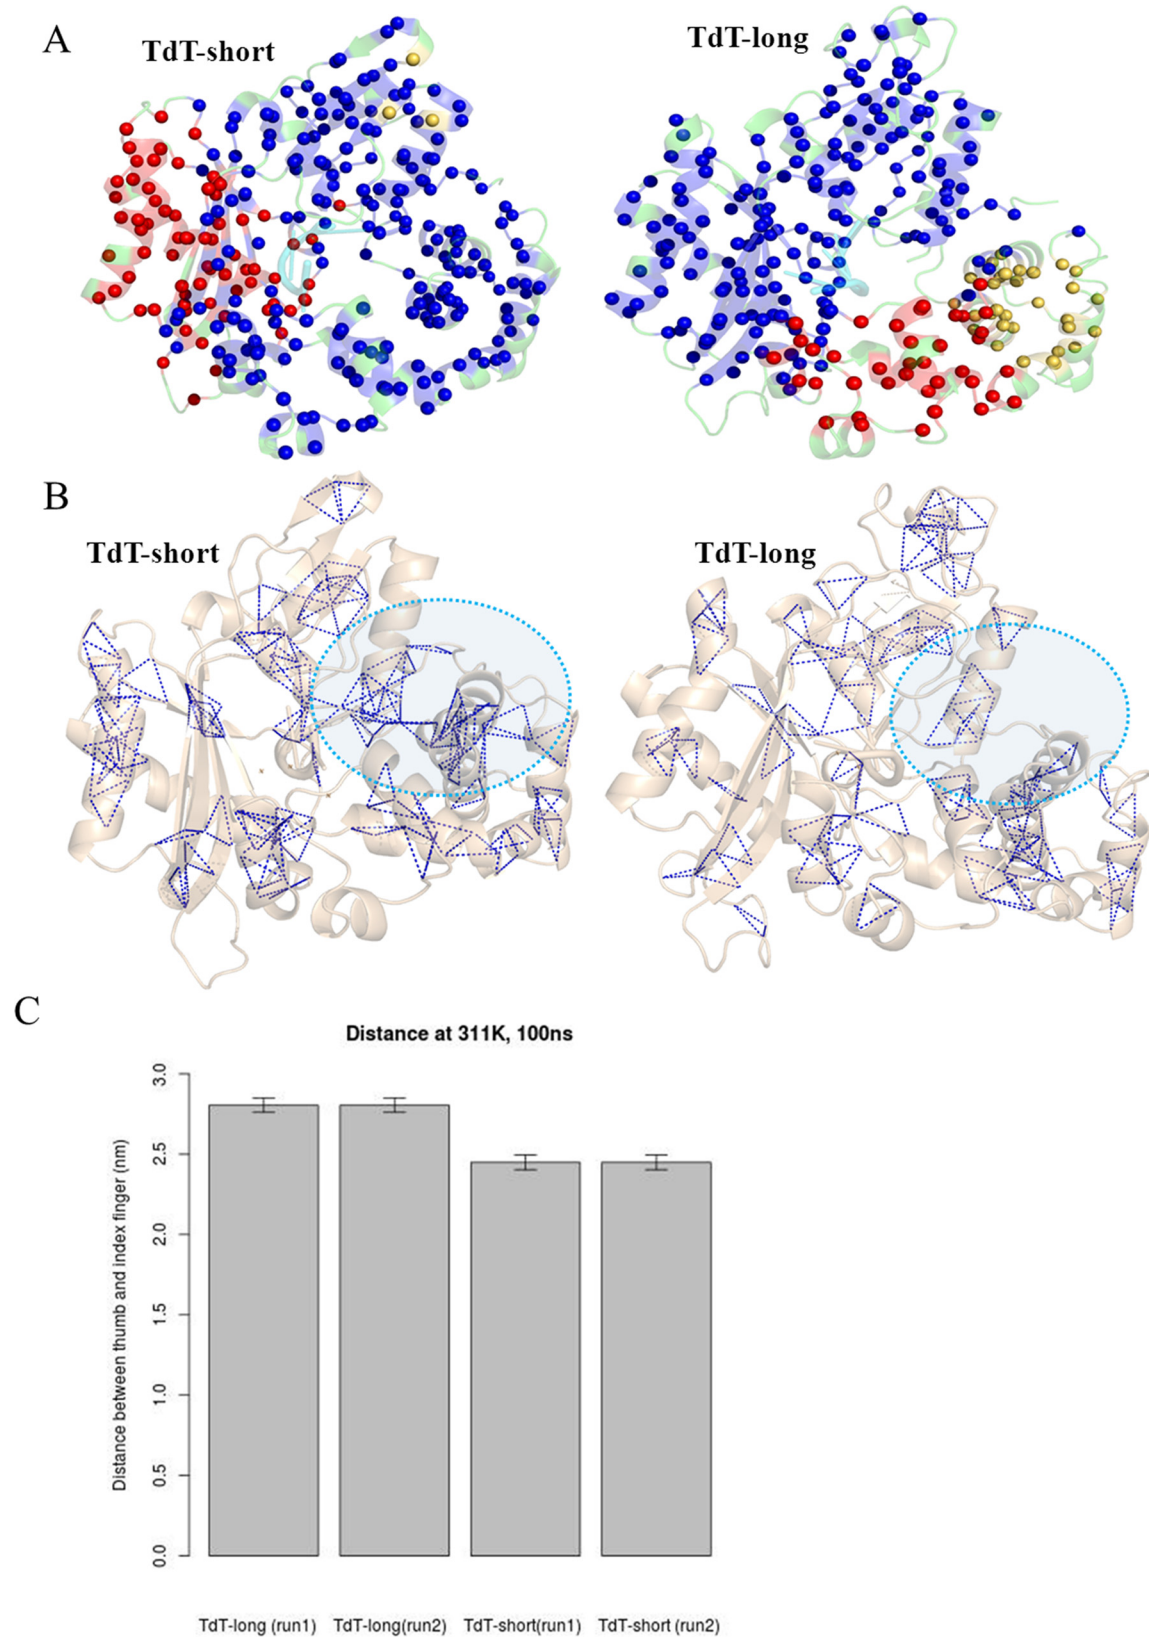 A
TdT-short
TdT-long
B
TdT-short
TdT-long
C
Distance at 311K, 100ns
Distance between thumb and index finger (nm)
3.0
2.5
2.0
1.5
1.0
0.5
0.0
TdT-long (run1)
TdT-long(run2)
TdT-short(run1)
TdT-short (run2)